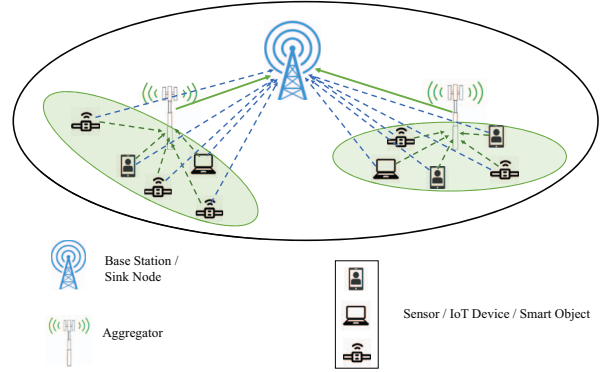 Base Station /
Sink Node
Aggregator
Sensor / IoT Device / Smart Object